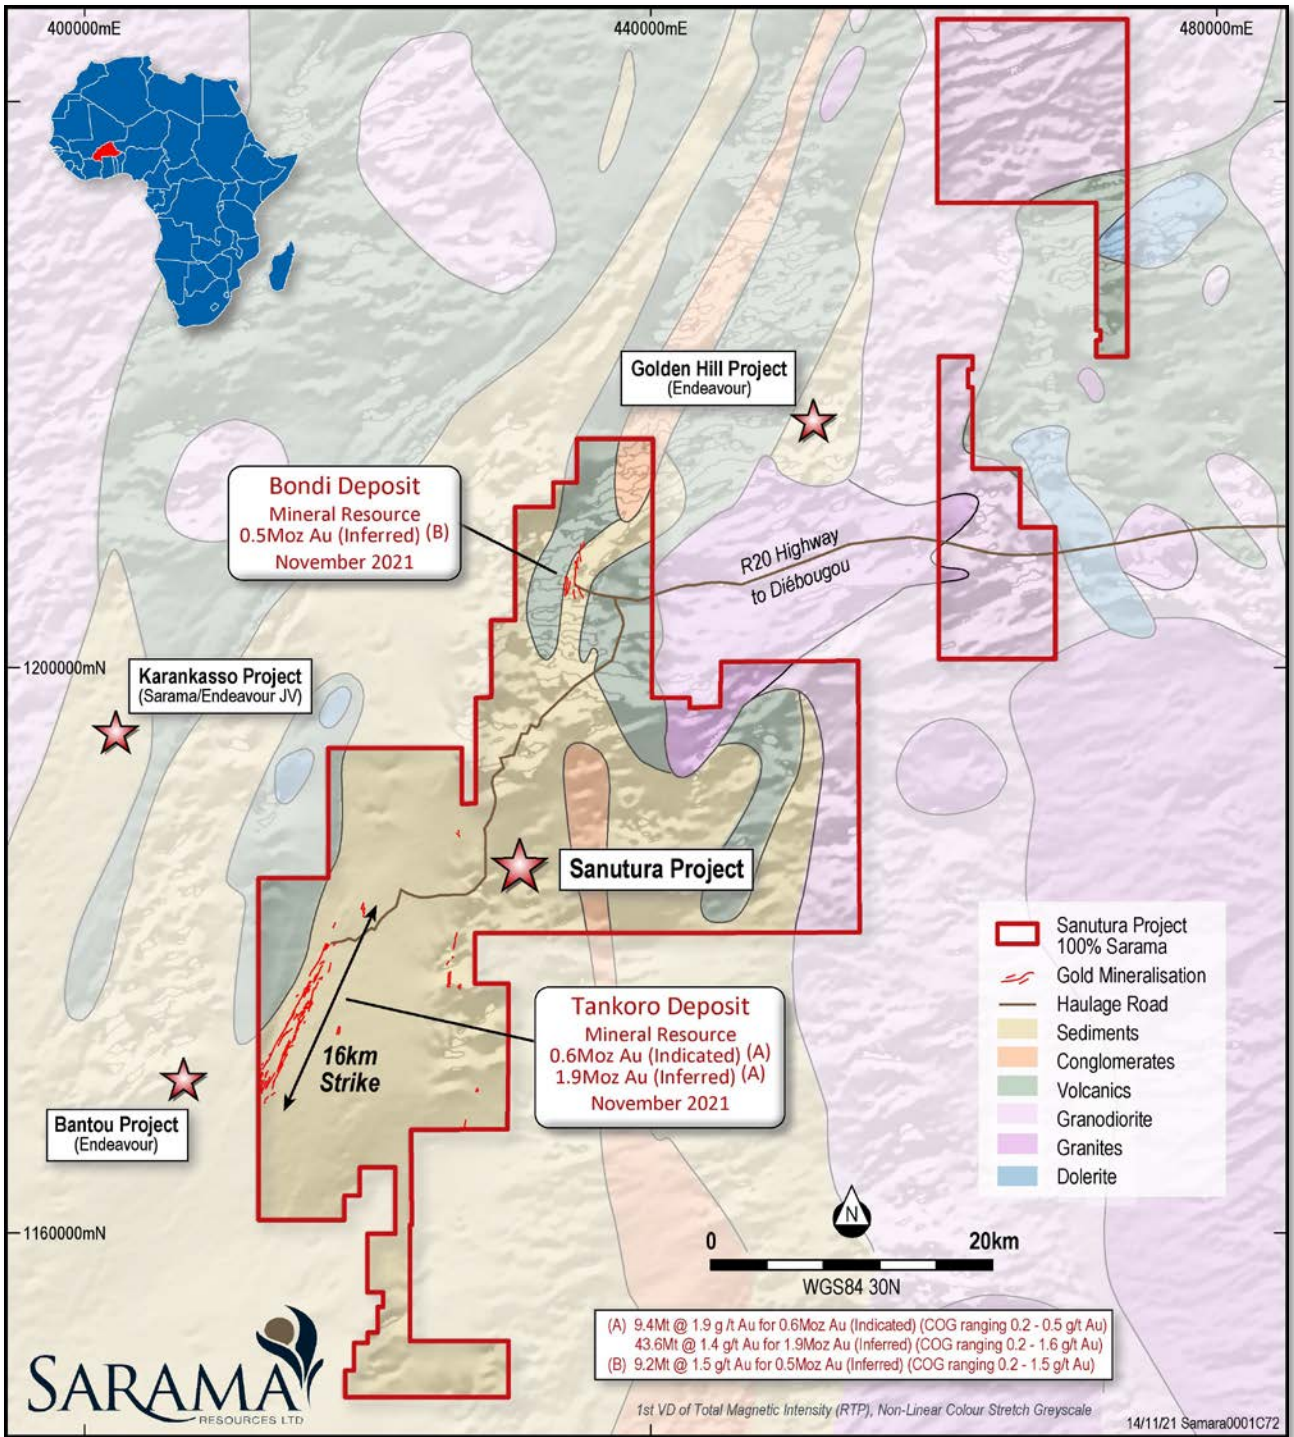 400000mE
440000mE
480000mE
Golden Hill Project
(Endeavour)
Bondi Deposit
Mineral Resource
0.5Moz Au (Inferred) (B)
November 2021
R20 Highway
to Diébougou
1200000mN
Karankasso Project
(Sarama/Endeavour JV)
Sanutura Project
Sanutura Project
100% Sarama
Gold Mineralisation
Haulage Road
Sediments
Conglomerates
Volcanics
Granodiorite
Granites
Dolerite
Tankoro Deposit
Mineral Resource
0.6Moz Au (Indicated) (A)
1.9Moz Au (Inferred) (A)
November 2021
16km
Strike
Bantou Project
(Endeavour)
1160000mN
N
0
20km
WGS84 30N
(A) 9.4Mt @ 1.9 g/t Au for 0.6Moz Au (Indicated) (COG ranging 0.2 - 0.5 g/t Au)
43.6Mt @ 1.4 g/t Au for 1.9Moz Au (Inferred) (COG ranging 0.2 - 1.6 g/t Au)
(B) 9.2Mt @ 1.5 g/t Au for 0.5Moz Au (Inferred) (COG ranging 0.2 - 1.5 g/t Au)
SARAMA
RESOURCES LTD
1st VD of Total Magnetic Intensity (RTP), Non-Linear Colour Stretch Greyscale
14/11/21 Samara0001C72